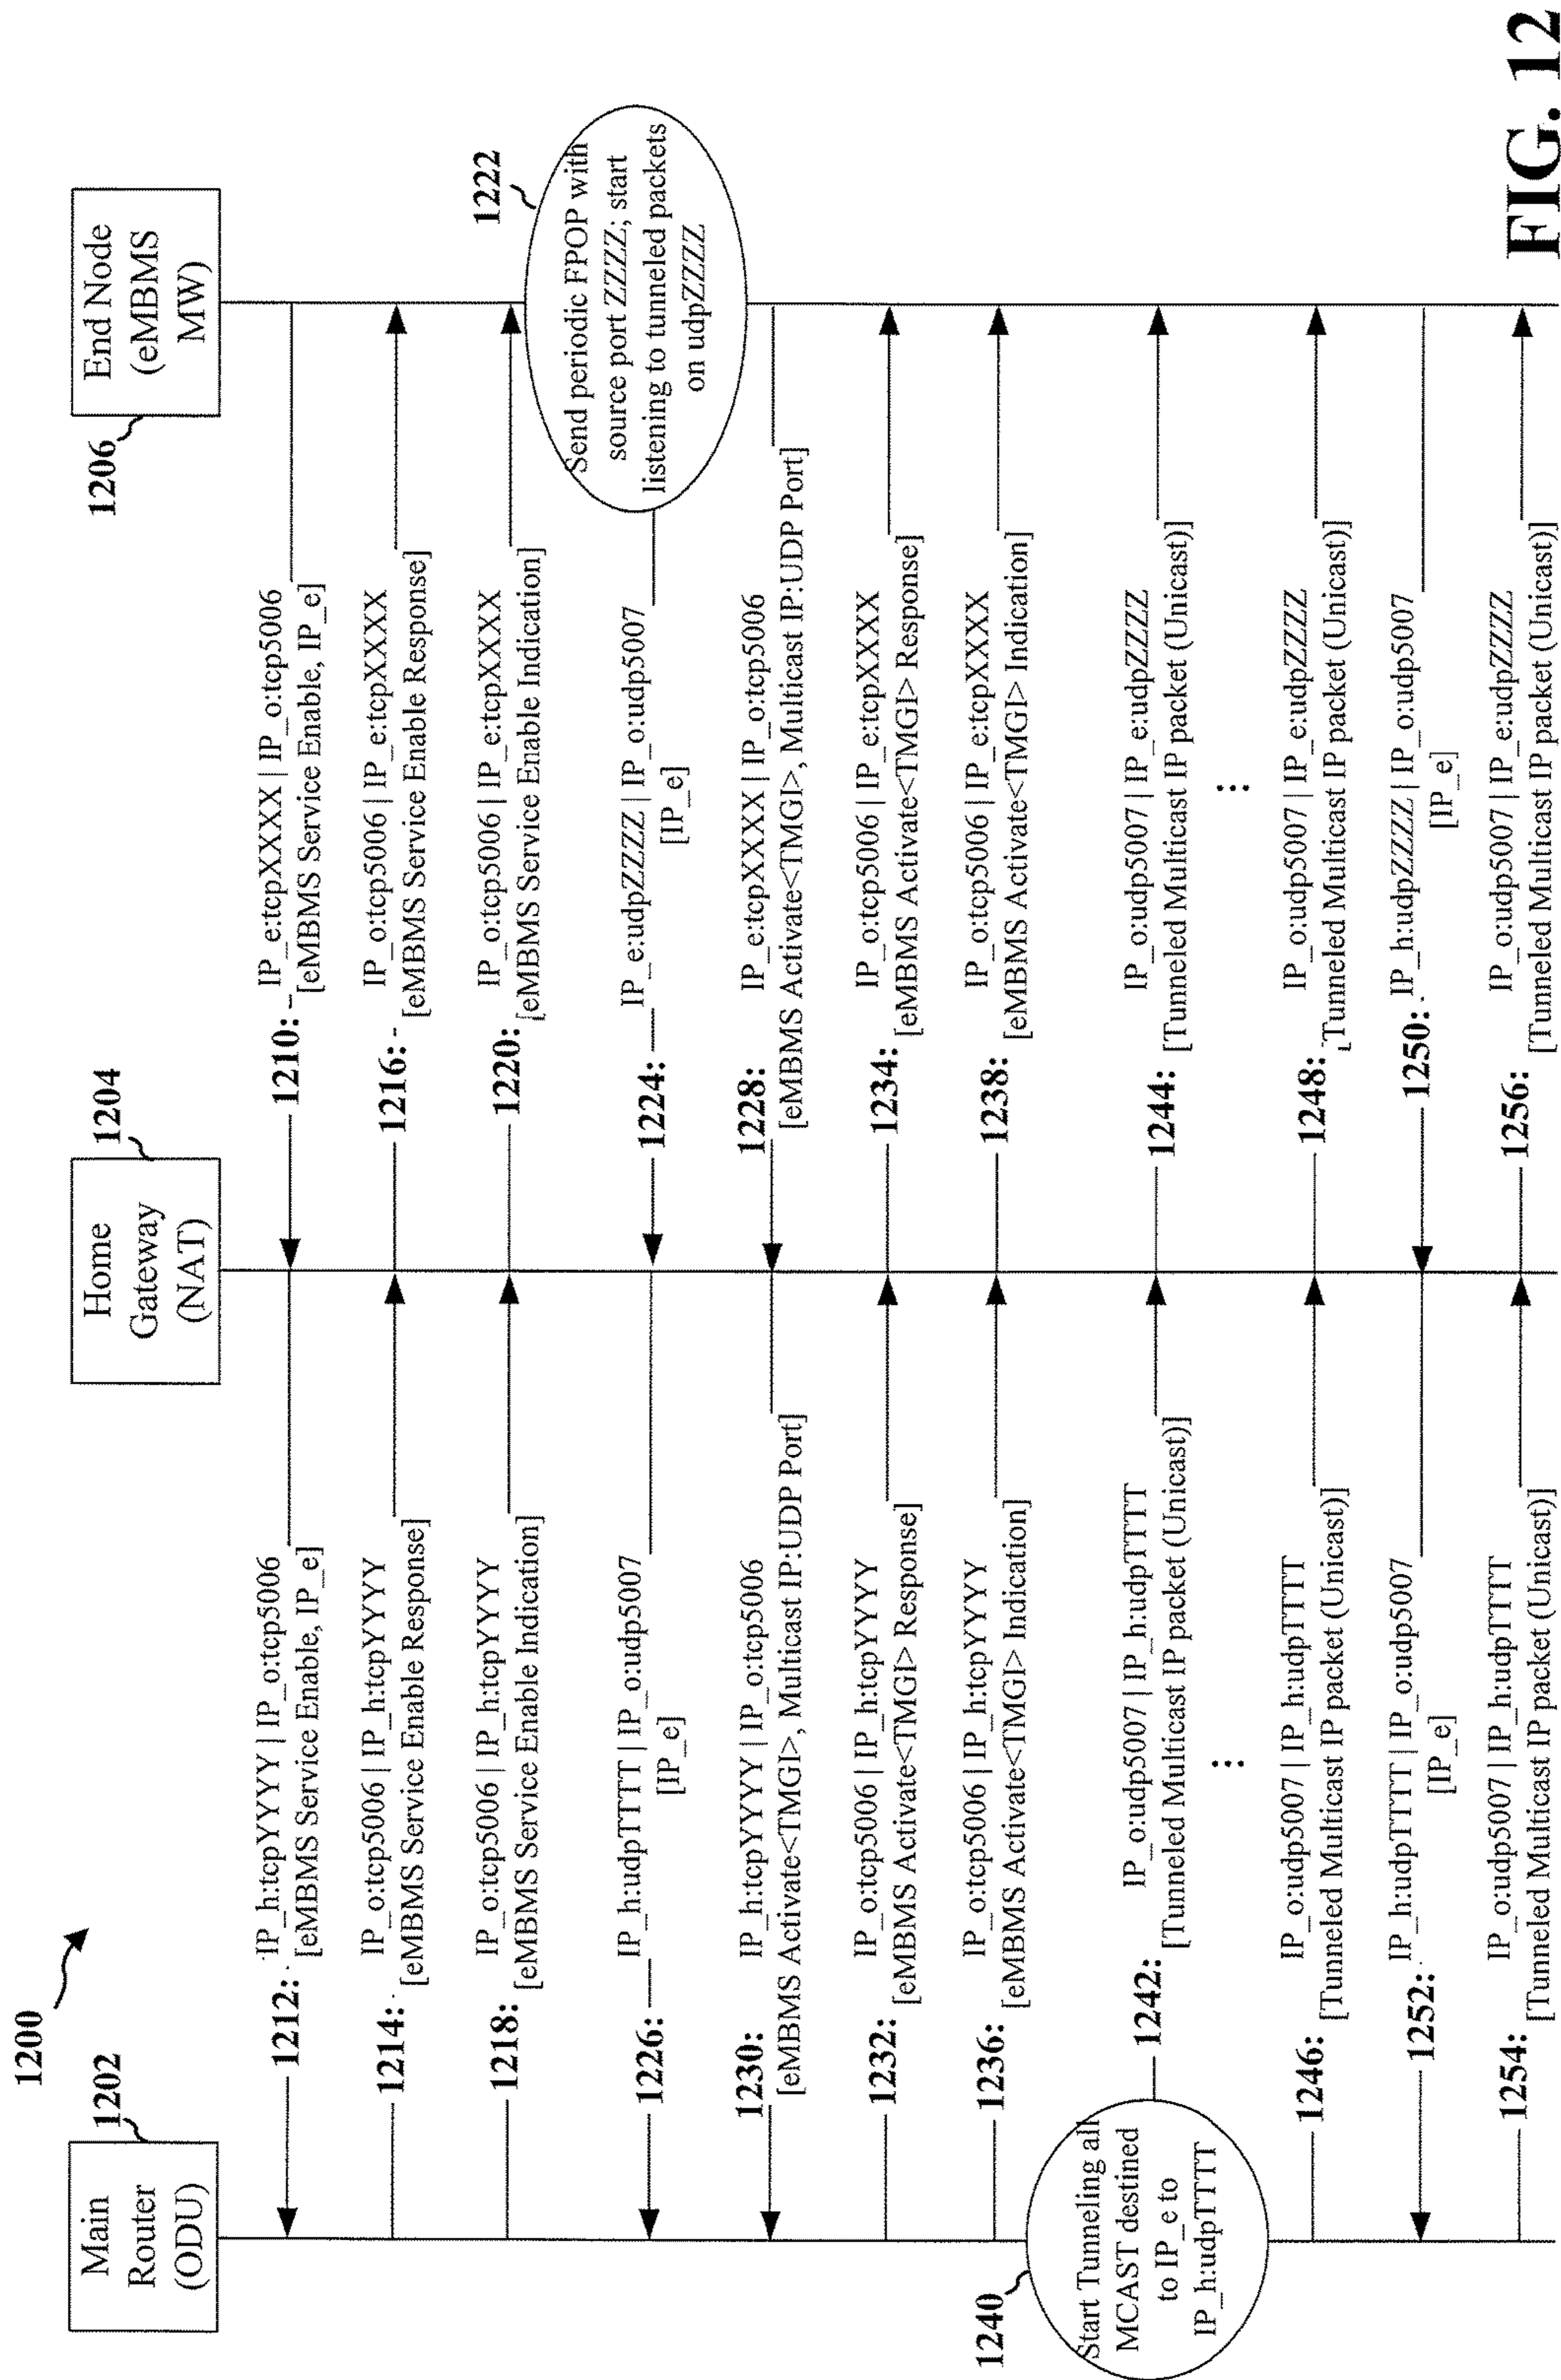 1200
Main
Router
(ODU)
1202
Home
Gateway
(NAT)
1204
End Node
(eMBMS
MW)
1206
1210:
IP_e:tcpXXXX | IP_o:tcp5006
[eMBMS Service Enable, IP_e]
1212:
IP_h:tcpYYYY | IP_o:tcp5006
[eMBMS Service Enable, IP_e]
1214:
IP_o:tcp5006 | IP_h:tcpYYYY
[eMBMS Service Enable Response]
1216:
IP_o:tcp5006 | IP_e:tcpXXXX
[eMBMS Service Enable Response]
1218:
IP_o:tcp5006 | IP_h:tcpYYYY
[eMBMS Service Enable Indication]
1220:
IP_o:tcp5006 | IP_e:tcpXXXX
[eMBMS Service Enable Indication]
1222
Send periodic FPOP with
source port ZZZZ; start
listening to tunneled packets
on udpZZZZ
1224:
IP_e:udpZZZZ | IP_o:udp5007
[IP_e]
1226:
IP_h:udpTTTT | IP_o:udp5007
[IP_e]
1228:
IP_e:tcpXXXX | IP_o:tcp5006
[eMBMS Activate<TMGI>, Multicast IP:UDP Port]
1230:
IP_h:tcpYYYY | IP_o:tcp5006
[eMBMS Activate<TMGI>, Multicast IP:UDP Port]
1232:
IP_o:tcp5006 | IP_h:tcpYYYY
[eMBMS Activate<TMGI> Response]
1234:
IP_o:tcp5006 | IP_e:tcpXXXX
[eMBMS Activate<TMGI> Response]
1236:
IP_o:tcp5006 | IP_h:tcpYYYY
[eMBMS Activate<TMGI> Indication]
1238:
IP_o:tcp5006 | IP_e:tcpXXXX
[eMBMS Activate<TMGI> Indication]
1240
Start Tunneling all
MCAST destined
to IP_e to
IP_h:udpTTTT
1242:
IP_o:udp5007 | IP_h:udpTTTT
[Tunneled Multicast IP packet (Unicast)]
1244:
IP_o:udp5007 | IP_e:udpZZZZ
[Tunneled Multicast IP packet (Unicast)]
1246:
IP_o:udp5007 | IP_h:udpTTTT
[Tunneled Multicast IP packet (Unicast)]
1248:
IP_o:udp5007 | IP_e:udpZZZZ
[Tunneled Multicast IP packet (Unicast)]
1250:
IP_h:udpZZZZ | IP_o:udp5007
[IP_e]
1252:
IP_h:udpTTTT | IP_o:udp5007
[IP_e]
1254:
IP_o:udp5007 | IP_h:udpTTTT
[Tunneled Multicast IP packet (Unicast)]
1256:
IP_o:udp5007 | IP_e:udpZZZZ
[Tunneled Multicast IP packet (Unicast)]
FIG. 12